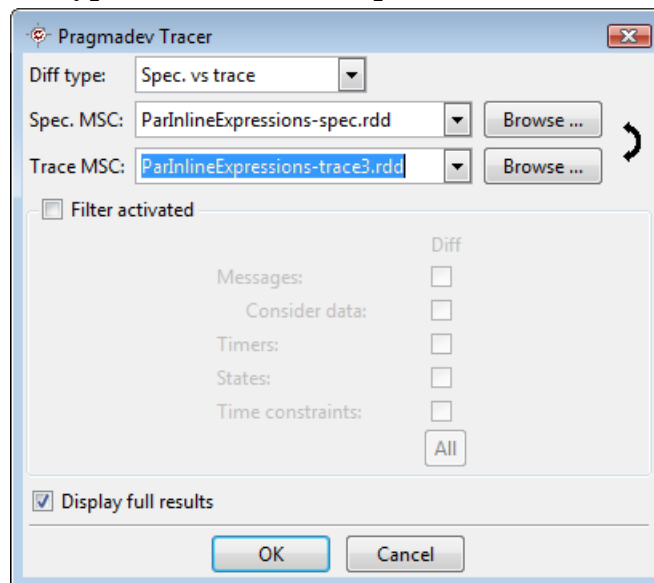 Pragmadev Tracer
Diff type: Spec. vs trace
Spec. MSC: ParInlineExpressions-spec.rdd Browse ...
Trace MSC: ParInlineExpressions-trace3.rdd Browse ...
Filter activated
Diff
Messages:
Consider data:
Timers:
States:
Time constraints:
All
Display full results
OK Cancel